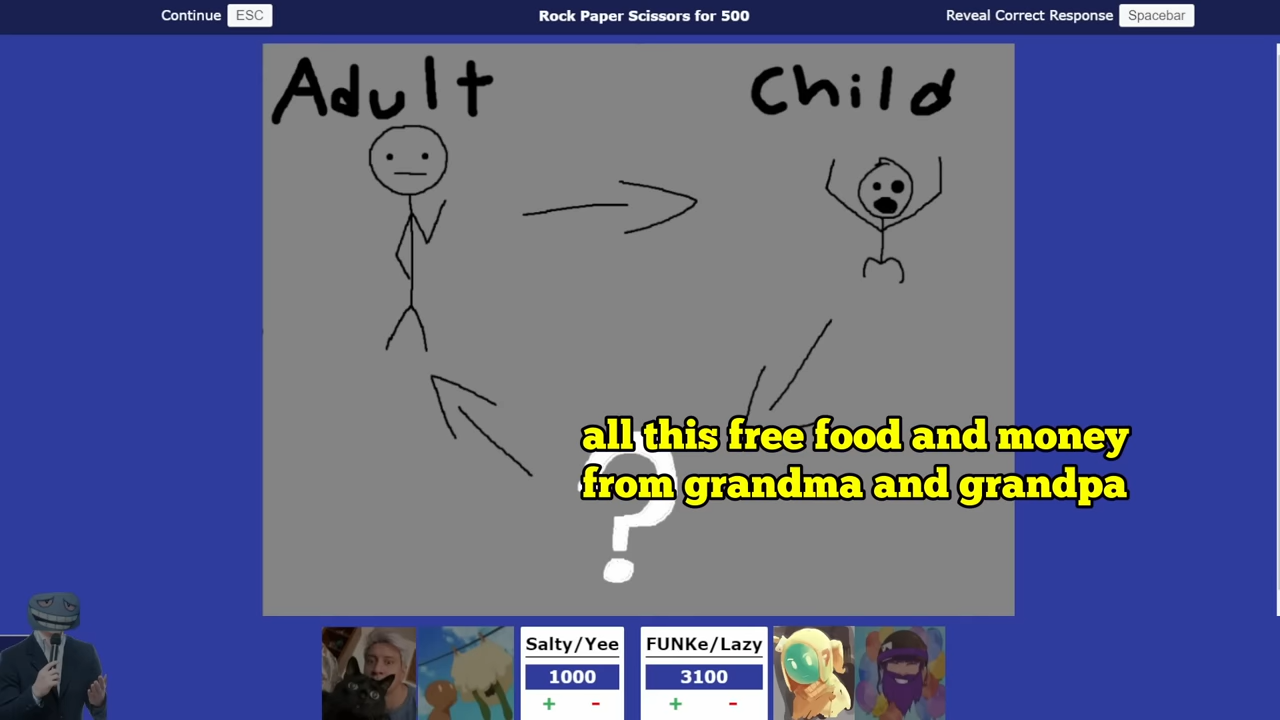 Continue ESC
Rock Paper Scissors for 500
Reveal Correct Response Spacebar
Adult
Child
all this free food and money
from grandma and grandpa
?
Salty/Yee
1000
+ -
FUNKe/Lazy
3100
+ -